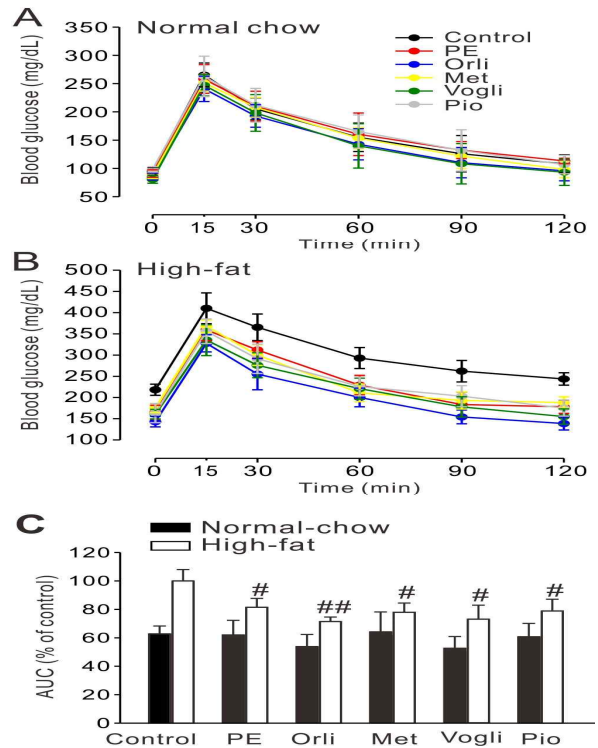 A
Normal chow
Control
PE
Orli
Met
Vogli
Pio
Blood glucose (mg/dL)
350
300
250
200
150
100
50
0
15
30
60
90
120
Time (min)
B
High-fat
Blood glucose (mg/dL)
500
450
400
350
300
250
200
150
100
0
15
30
60
90
120
Time (min)
C
Normal-chow
High-fat
AUC (% of control)
120
100
80
60
40
20
0
#
##
#
#
#
Control PE Orli Met Vogli Pio